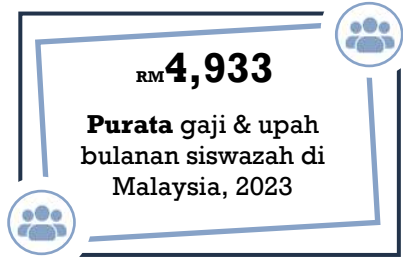 RM4,933
Purata gaji & upah
bulanan siswazah di
Malaysia, 2023